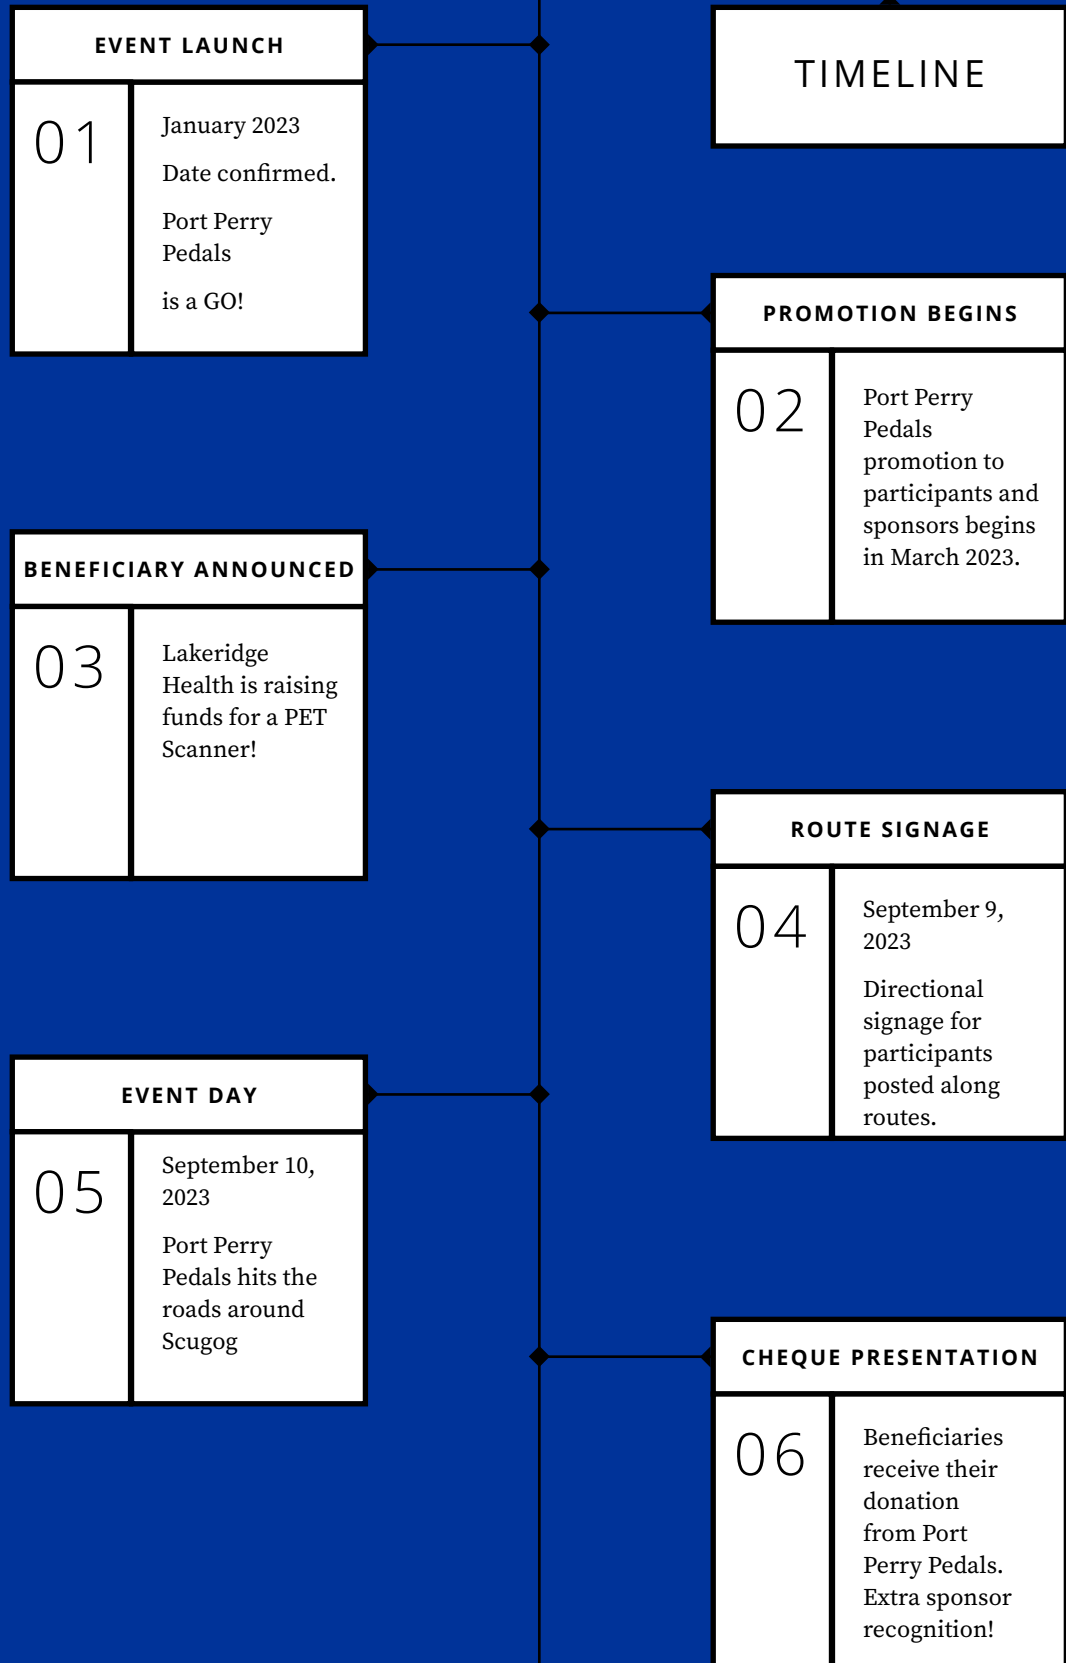 TIMELINE
EVENT LAUNCH
01
January 2023
Date confirmed.
Port Perry
Pedals
is a GO!
PROMOTION BEGINS
02
Port Perry
Pedals
promotion to
participants and
sponsors begins
in March 2023.
BENEFICIARY ANNOUNCED
03
Lakeridge
Health is raising
funds for a PET
Scanner!
ROUTE SIGNAGE
04
September 9,
2023
Directional
signage for
participants
posted along
routes.
EVENT DAY
05
September 10,
2023
Port Perry
Pedals hits the
roads around
Scugog
CHEQUE PRESENTATION
06
Beneficiaries
receive their
donation
from Port
Perry Pedals.
Extra sponsor
recognition!